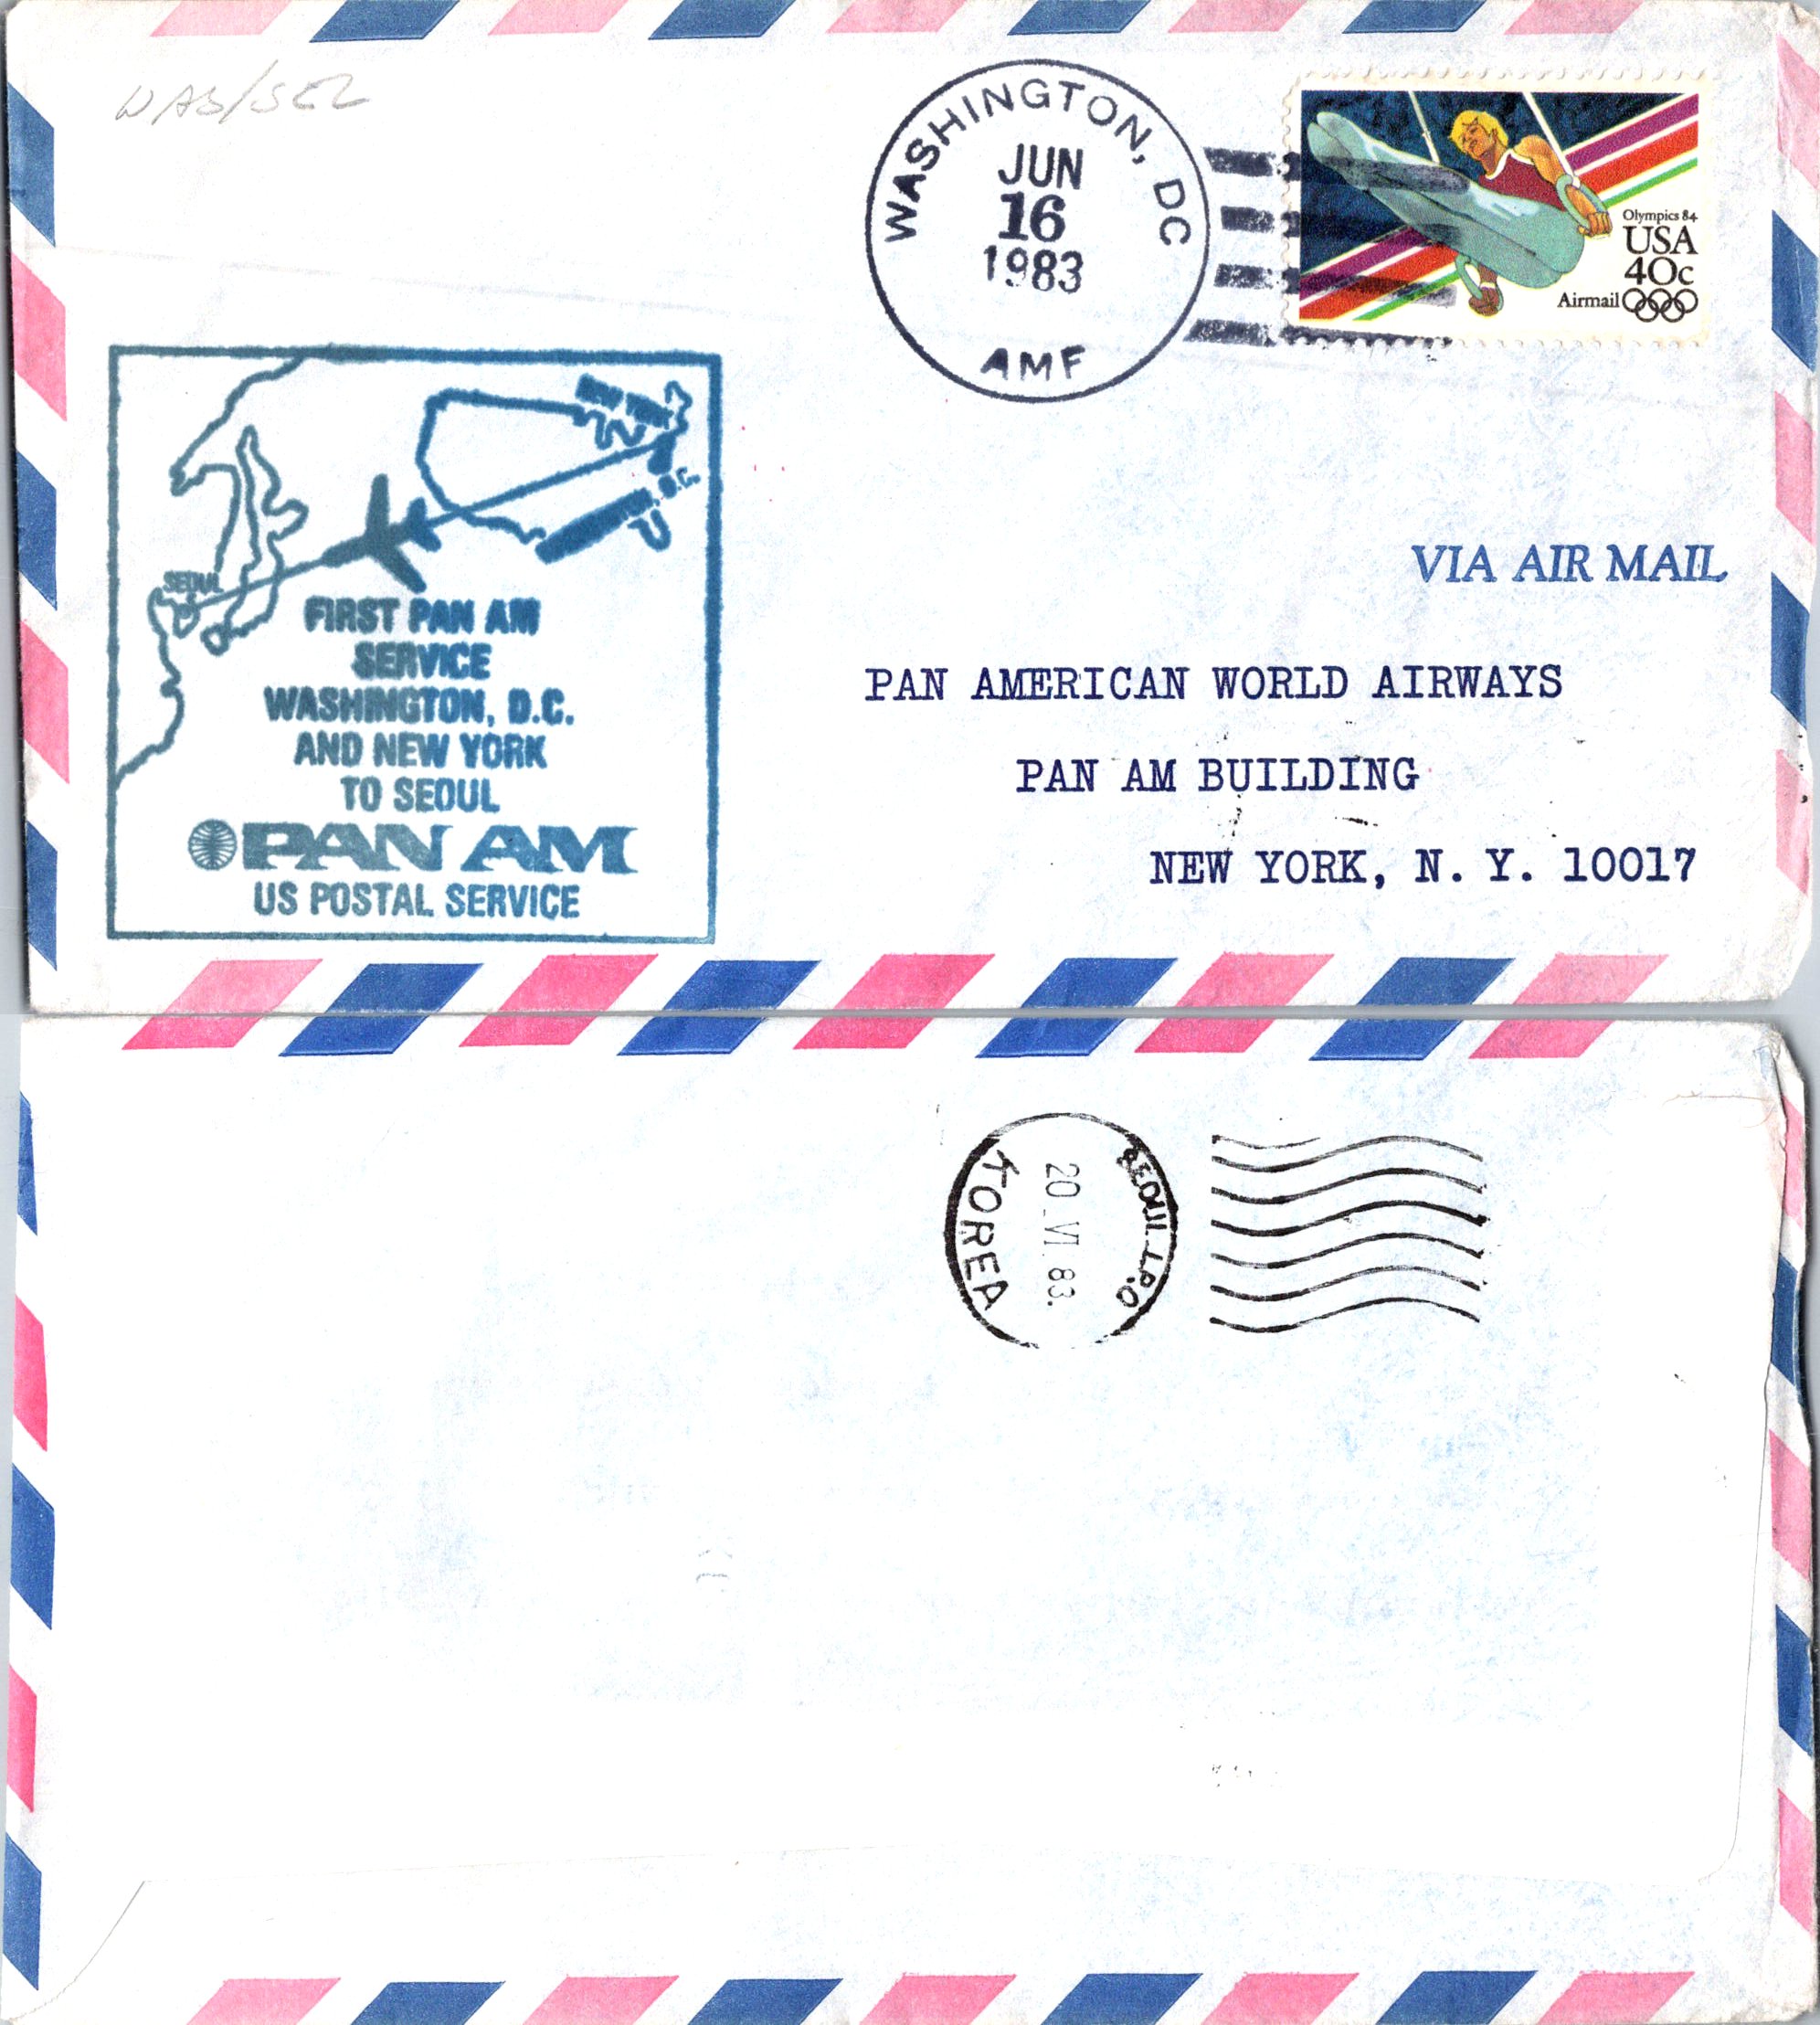 WAS/SEL
WASHINGTON, DC
JUN
16
1983
AMF
Olympics 84
USA
40c
Airmail
NEW YORK
D.C.
SEOUL
FIRST PAN AM
SERVICE
WASHINGTON, D.C.
AND NEW YORK
TO SEOUL
PAN AM
US POSTAL SERVICE
VIA AIR MAIL
PAN AMERICAN WORLD AIRWAYS
PAN AM BUILDING
NEW YORK, N. Y. 10017
SEOUL
20 VI. 83.
KOREA